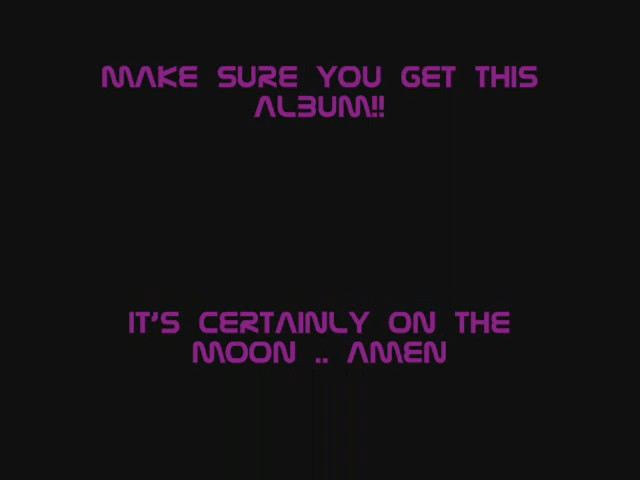 MAKE SURE YOU GET THIS
ALBUM!!
IT'S CERTAINLY ON THE
MOON .. AMEN